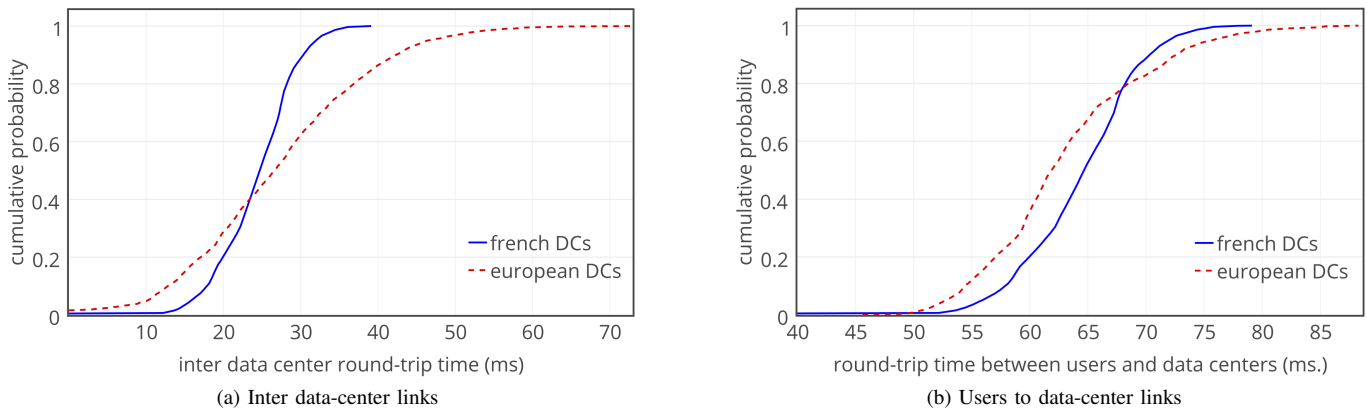 cumulative probability
1
0.8
0.6
0.4
0.2
0
10 20 30 40 50 60 70
french DCs
european DCs
inter data center round-trip time (ms)
(a) Inter data-center links
cumulative probability
1
0.8
0.6
0.4
0.2
0
40 45 50 55 60 65 70 75 80 85
french DCs
european DCs
round-trip time between users and data centers (ms.)
(b) Users to data-center links